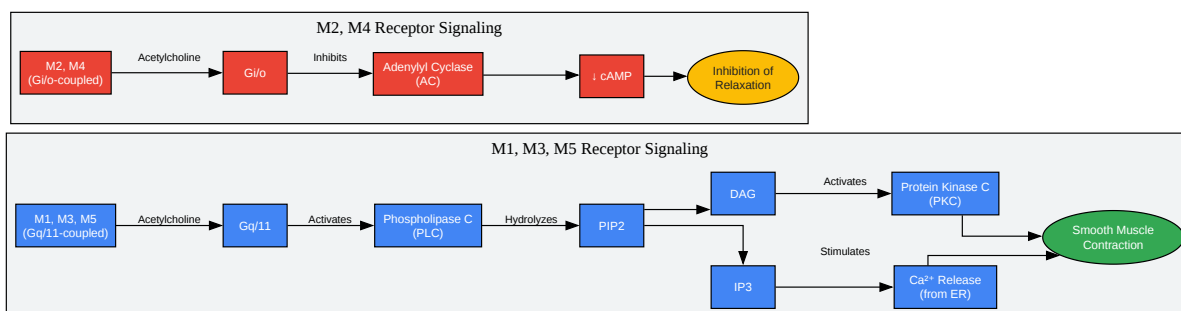 M2, M4 Receptor Signaling
M2, M4
(Gi/o-coupled)
Acetylcholine
Gi/o
Inhibits
Adenylyl Cyclase
(AC)
↓ cAMP
Inhibition of
Relaxation
M1, M3, M5 Receptor Signaling
M1, M3, M5
(Gq/11-coupled)
Acetylcholine
Gq/11
Activates
Phospholipase C
(PLC)
Hydrolyzes
PIP2
DAG
Activates
Protein Kinase C
(PKC)
IP3
Stimulates
Ca²⁺ Release
(from ER)
Smooth Muscle
Contraction